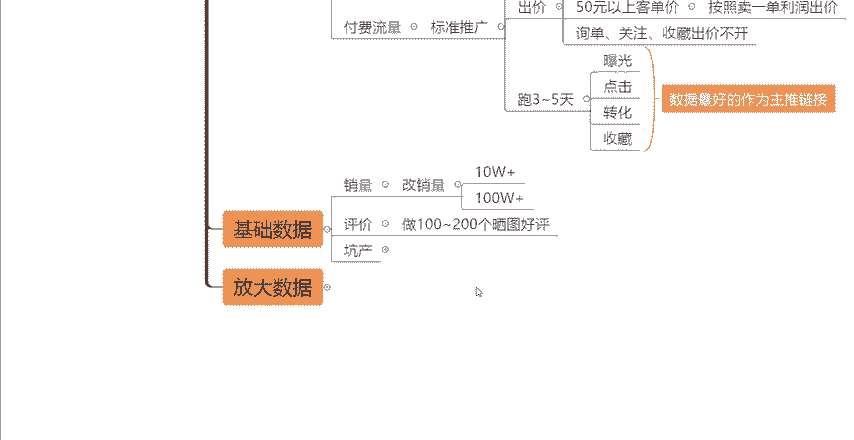 出价
50元以上客单价
按照卖一单利润出价
付费流量
标准推广
询单、关注、收藏出价不开
跑3~5天
曝光
点击
转化
收藏
数据最好的作为主推链接
基础数据
销量
改销量
10W+
100W+
评价
做100~200个晒图好评
坑产
放大数据